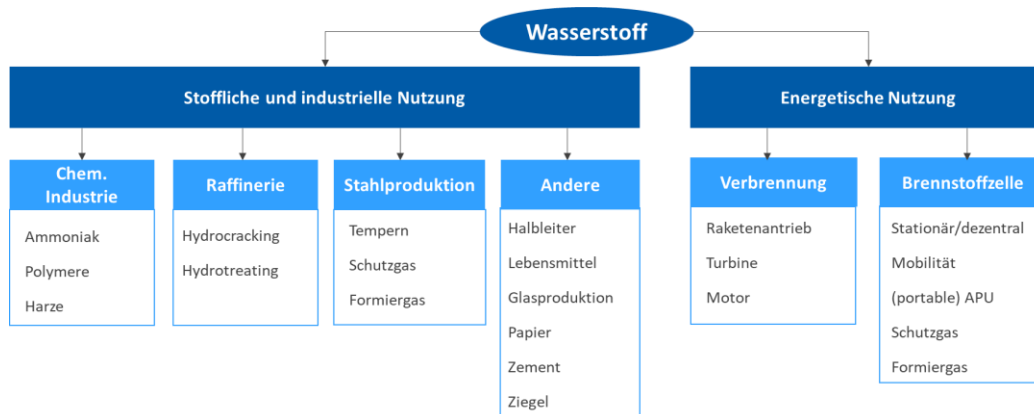 Wasserstoff
Stoffliche und industrielle Nutzung
Energetische Nutzung
Chem.
Industrie
Ammoniak
Polymere
Harze
Raffinerie
Hydrocracking
Hydrotreating
Stahlproduktion
Tempern
Schutzgas
Formiergas
Andere
Halbleiter
Lebensmittel
Glasproduktion
Papier
Zement
Ziegel
Verbrennung
Raketenantrieb
Turbine
Motor
Brennstoffzelle
Stationär/dezentral
Mobilität
(portable) APU
Schutzgas
Formiergas